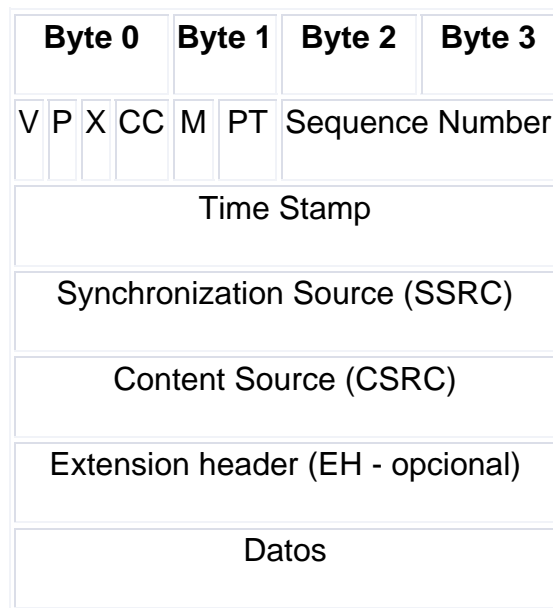 Byte 0 Byte 1 Byte 2 Byte 3
V P X CC M PT Sequence Number
Time Stamp
Synchronization Source (SSRC)
Content Source (CSRC)
Extension header (EH - opcional)
Datos